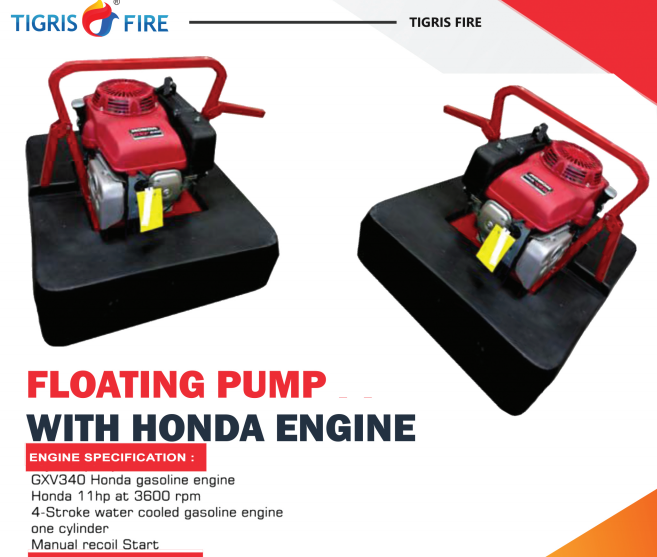 TIGRIS FIRE ®
TIGRIS FIRE
FLOATING PUMP
WITH HONDA ENGINE
ENGINE SPECIFICATION :
GXV340 Honda gasoline engine
Honda 11hp at 3600 rpm
4-Stroke water cooled gasoline engine
one cylinder
Manual recoil Start